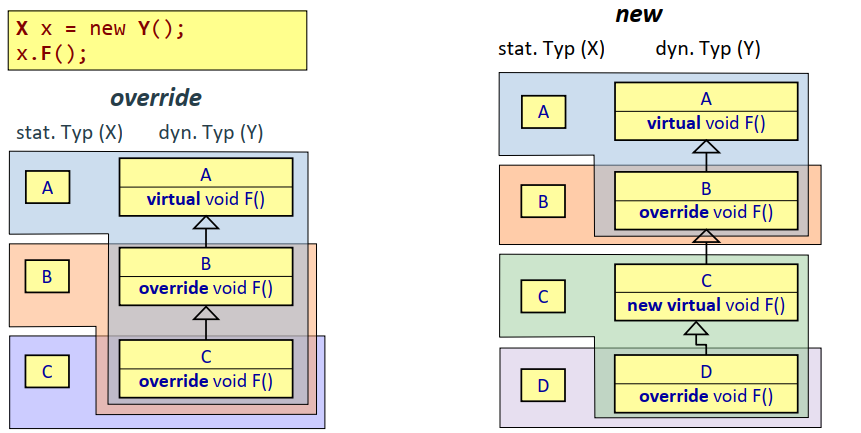 X x = new Y();
x.F();
override
stat. Typ (X) dyn. Typ (Y)
A
A
virtual void F()
B
B
override void F()
C
C
override void F()
new
stat. Typ (X) dyn. Typ (Y)
A
A
virtual void F()
B
B
override void F()
C
C
new virtual void F()
D
D
override void F()